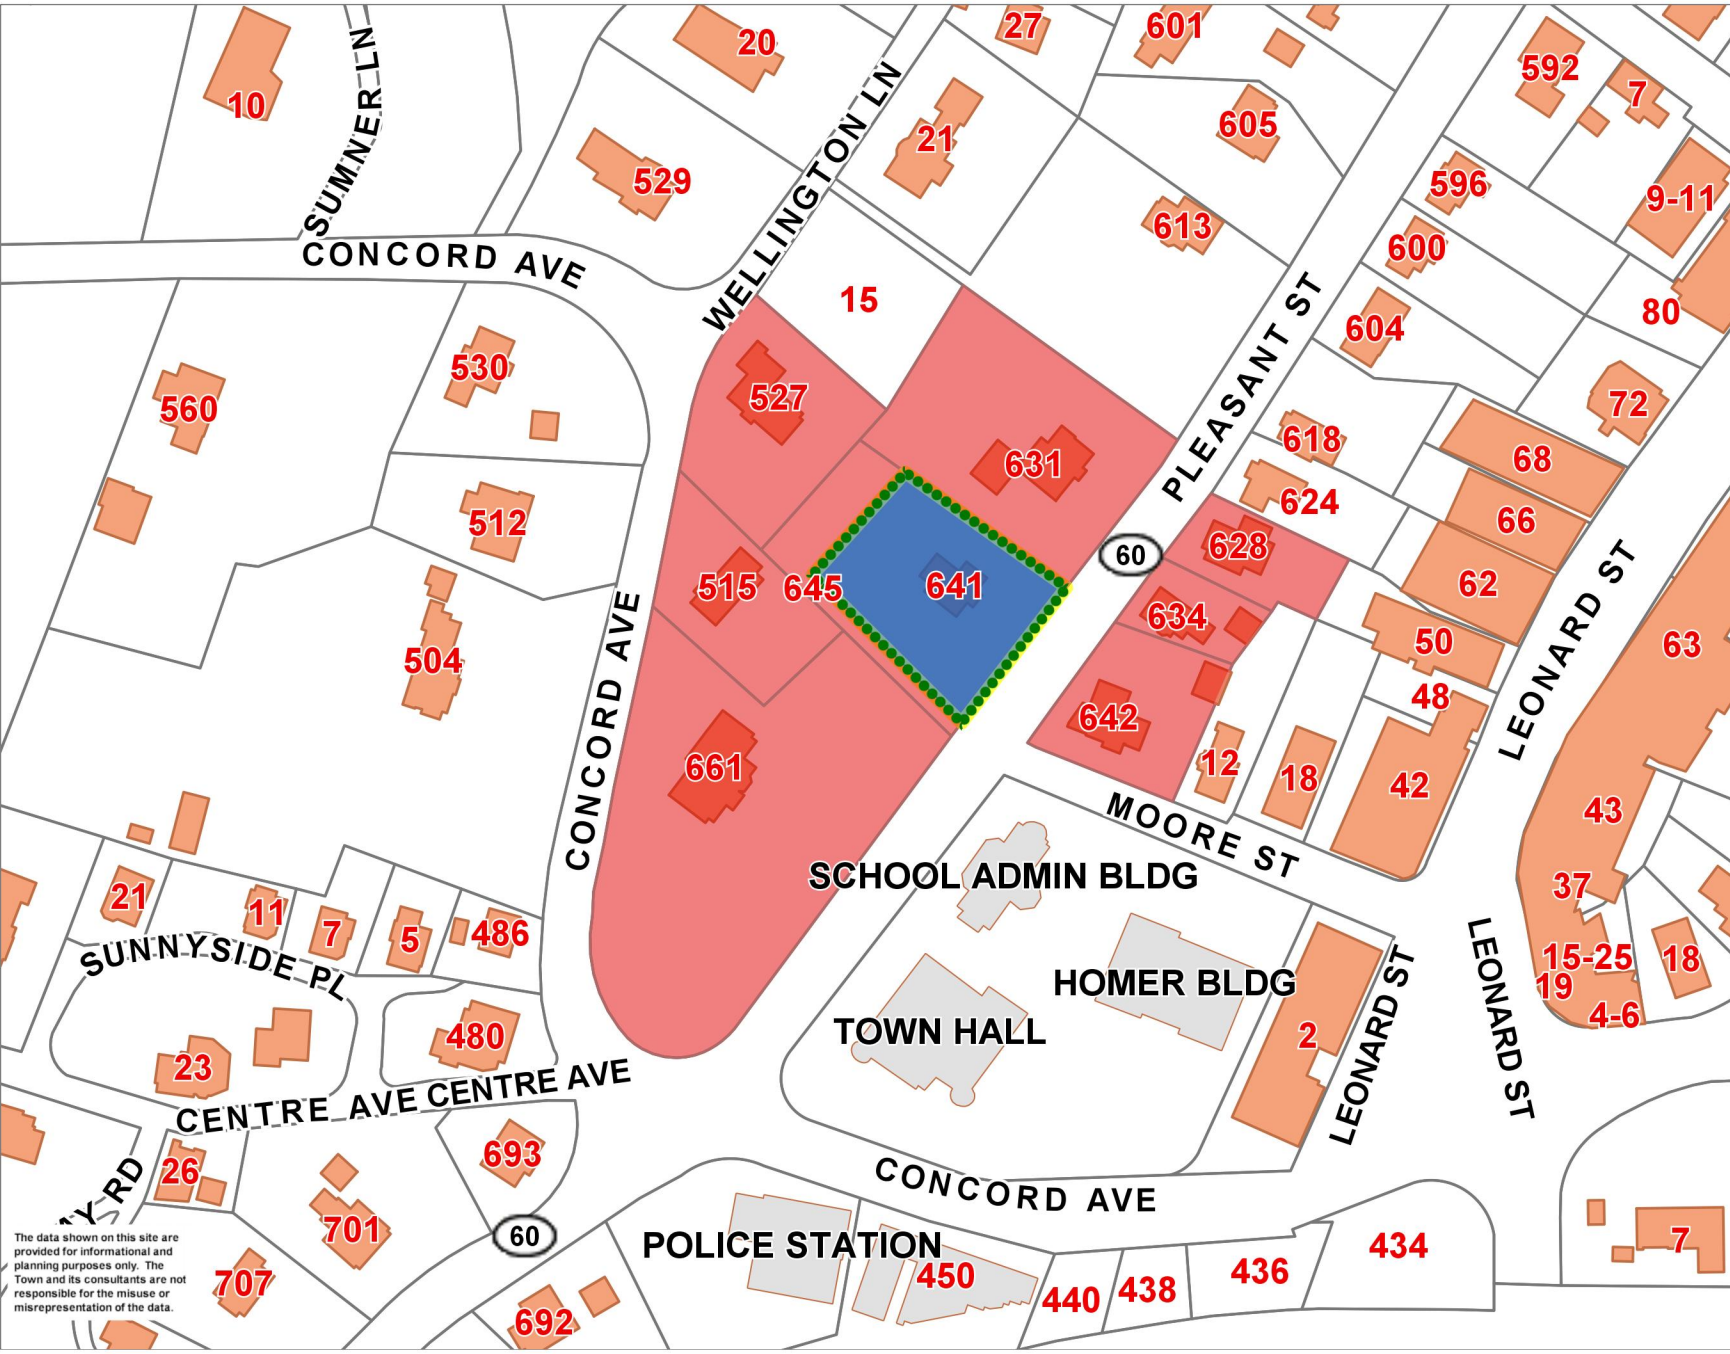 10
SUMNER LN
20
27
601
592
7
529
21
605
WELLINGTON LN
596
9-11
613
600
CONCORD AVE
15
80
604
PLEASANT ST
530
527
72
560
618
631
68
624
512
66
60
628
515
645
641
62
634
50
63
504
48
CONCORD AVE
LEONARD ST
642
661
12
18
42
43
MOORE ST
SCHOOL ADMIN BLDG
37
21
11
7
5
486
SUNNYSIDE PL
15-25
18
19
4-6
HOMER BLDG
TOWN HALL
2
LEONARD ST
LEONARD ST
480
23
CENTRE AVE
CENTRE AVE
693
26
CONCORD AVE
701
60
POLICE STATION
450
440
438
436
434
7
707
692
AY RD
The data shown on this site are
provided for informational and
planning purposes only. The
Town and its consultants are not
responsible for the misuse or
misrepresentation of the data.